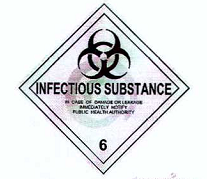 INFECTIOUS SUBSTANCE
IN CASE OF DAMAGE OR LEAKAGE
IMMEDIATELY NOTIFY
PUBLIC HEALTH AUTHORITY
6